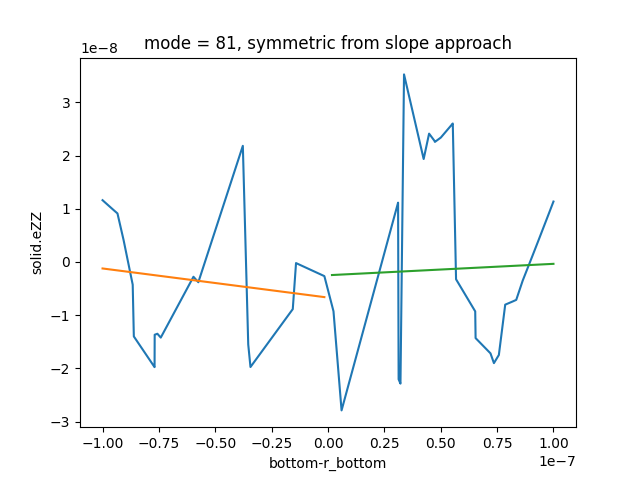 mode = 81, symmetric from slope approach
1e−8
3
2
1
0
−1
−2
−3
solid.eZZ
−1.00 −0.75 −0.50 −0.25 0.00 0.25 0.50 0.75 1.00
bottom-r_bottom
1e−7